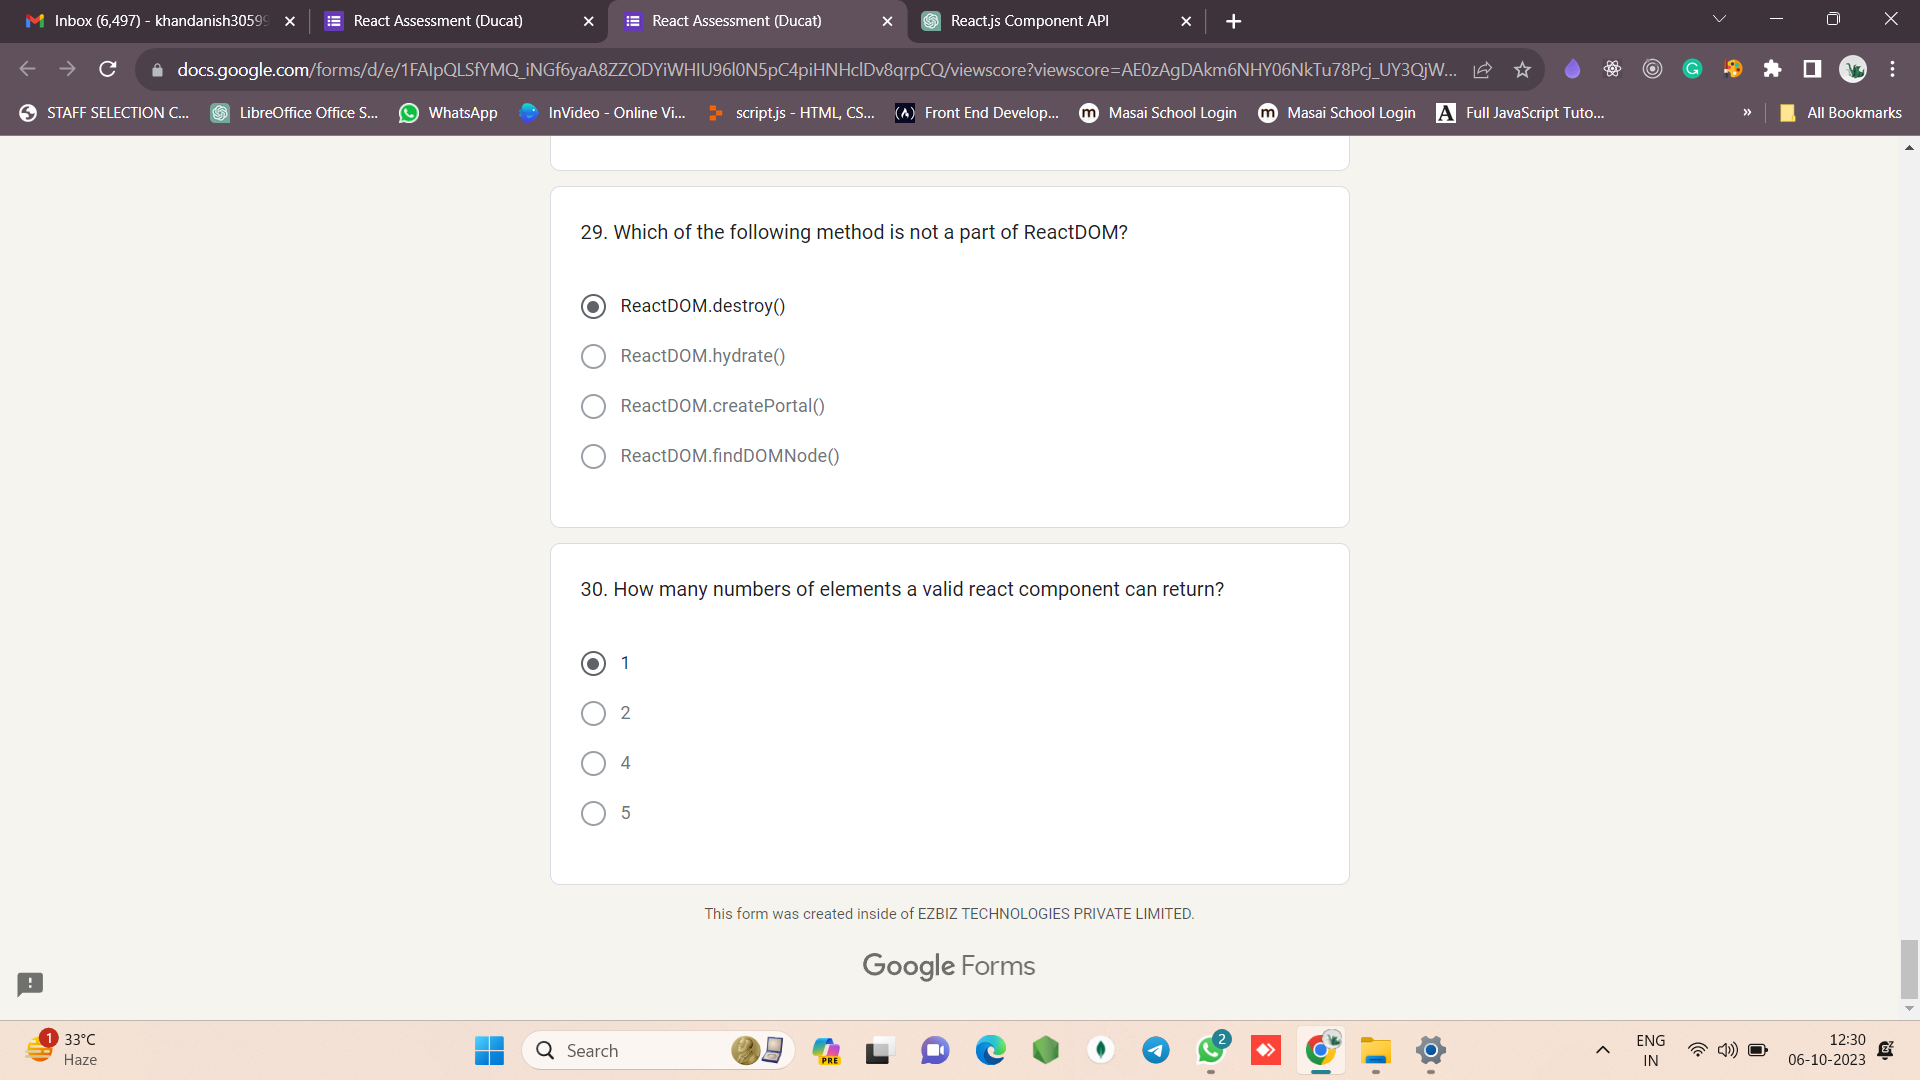 Inbox (6,497) - khandanish30599
React Assessment (Ducat)
React Assessment (Ducat)
React.js Component API
docs.google.com/forms/d/e/1FAIpQLSfYMQ_iNGf6yaA8ZZODYiWHIU96l0N5pC4piHNHclDv8qrpCQ/viewscore?viewscore=AE0zAgDAkm6NHY06NkTu78Pcj_UY3QjW...
STAFF SELECTION C...
LibreOffice Office S...
WhatsApp
InVideo - Online Vi...
script.js - HTML, CS...
Front End Develop...
Masai School Login
Masai School Login
Full JavaScript Tuto...
»
All Bookmarks
29. Which of the following method is not a part of ReactDOM?
ReactDOM.destroy()
ReactDOM.hydrate()
ReactDOM.createPortal()
ReactDOM.findDOMNode()
30. How many numbers of elements a valid react component can return?
1
2
4
5
This form was created inside of EZBIZ TECHNOLOGIES PRIVATE LIMITED.
Google Forms
1
33°C
Haze
Search
PRE
2
ENG
IN
12:30
06-10-2023